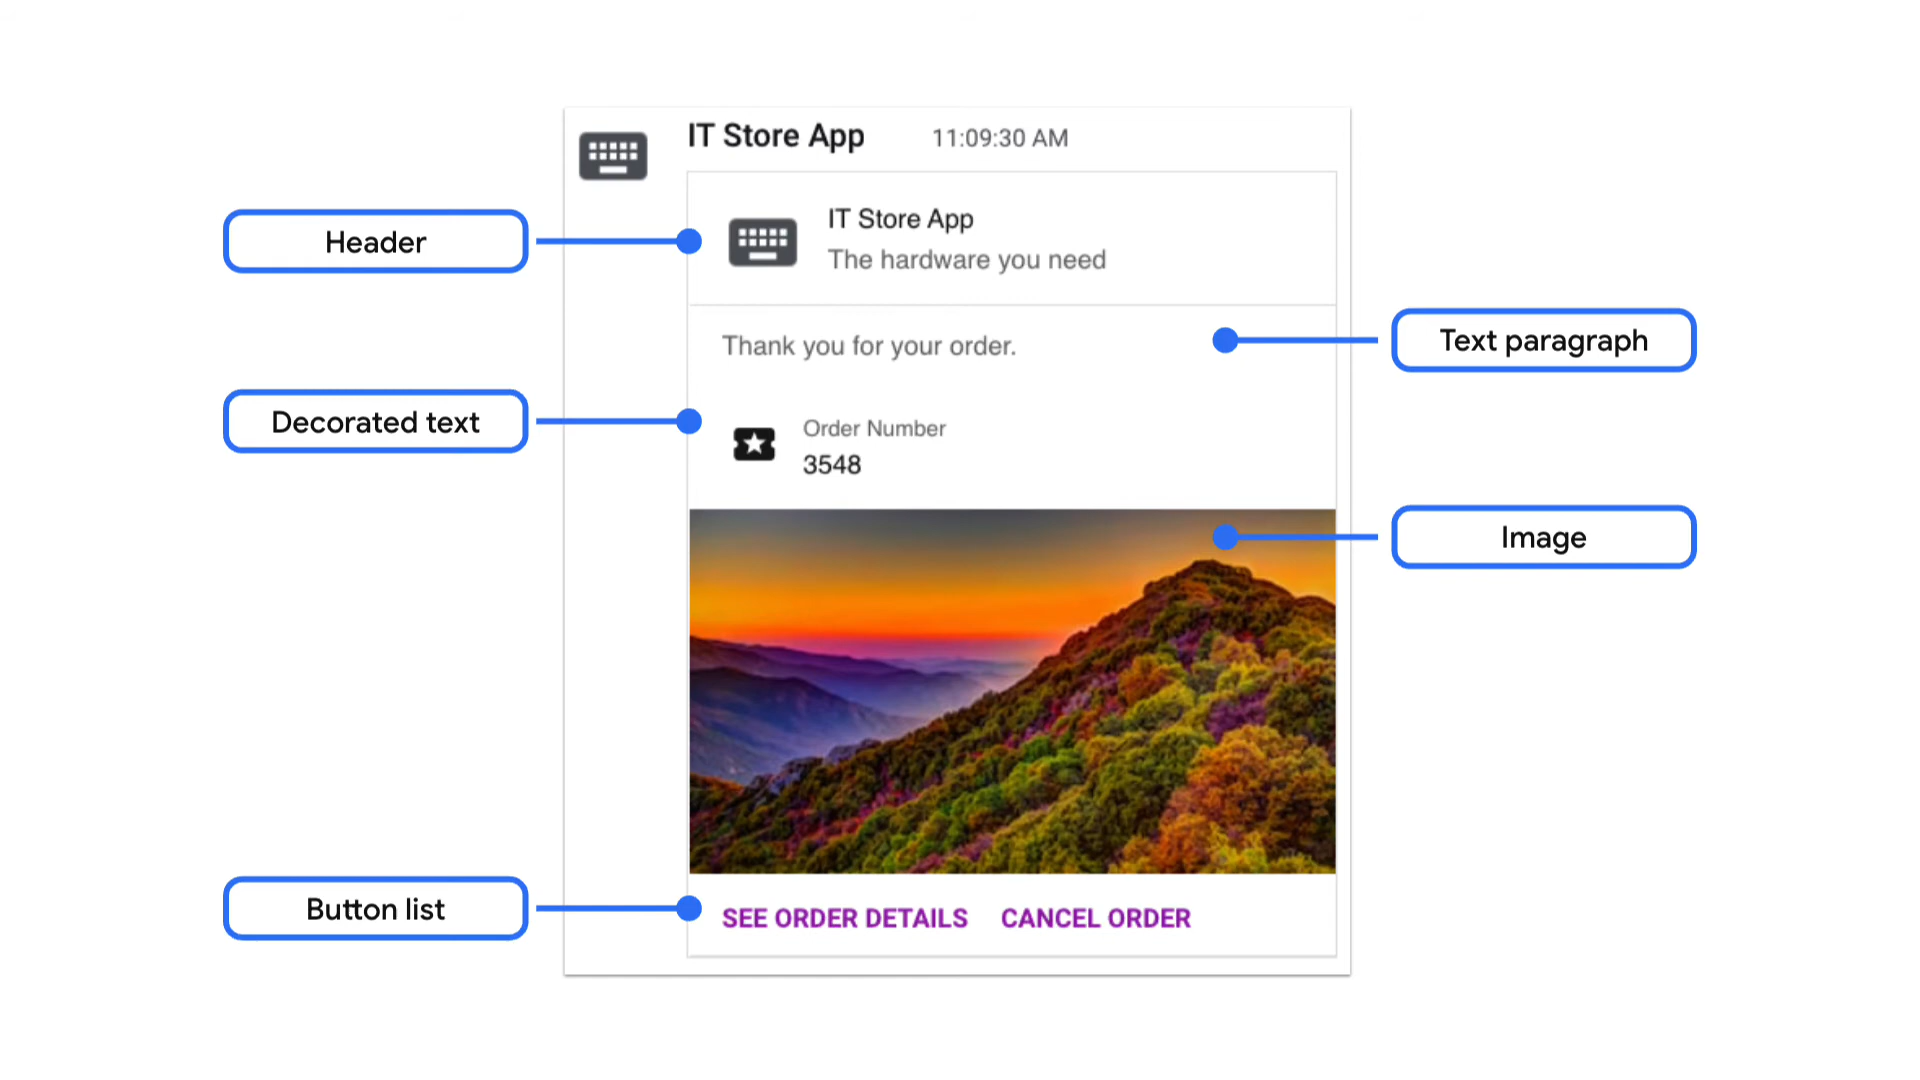 IT Store App 11:09:30 AM
Header
IT Store App
The hardware you need
Thank you for your order.
Text paragraph
Decorated text
Order Number
3548
Image
Button list
SEE ORDER DETAILS CANCEL ORDER